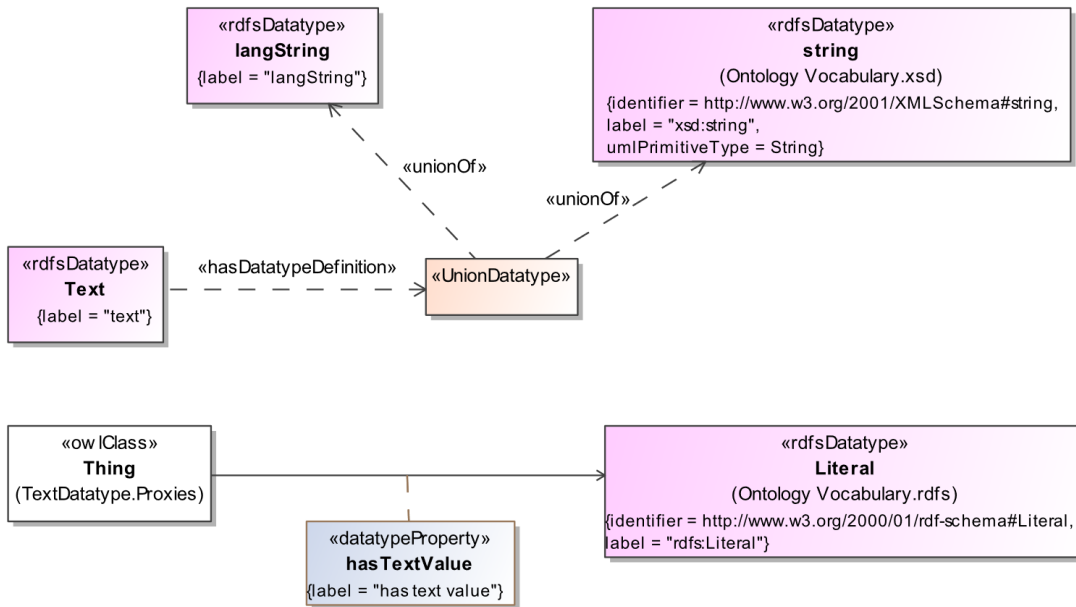 «rdfsDatatype»
langString
{label = "langString"}
«rdfsDatatype»
string
(Ontology Vocabulary.xsd)
{identifier = http://www.w3.org/2001/XMLSchema#string,
label = "xsd:string",
umlPrimitiveType = String}
«unionOf»
«unionOf»
«rdfsDatatype»
Text
{label = "text"}
«hasDatatypeDefinition»
«UnionDatatype»
«owlClass»
Thing
(TextDatatype.Proxies)
«rdfsDatatype»
Literal
(Ontology Vocabulary.rdfs)
{identifier = http://www.w3.org/2000/01/rdf-schema#Literal,
label = "rdfs:Literal"}
«datatypeProperty»
hasTextValue
{label = "has text value"}